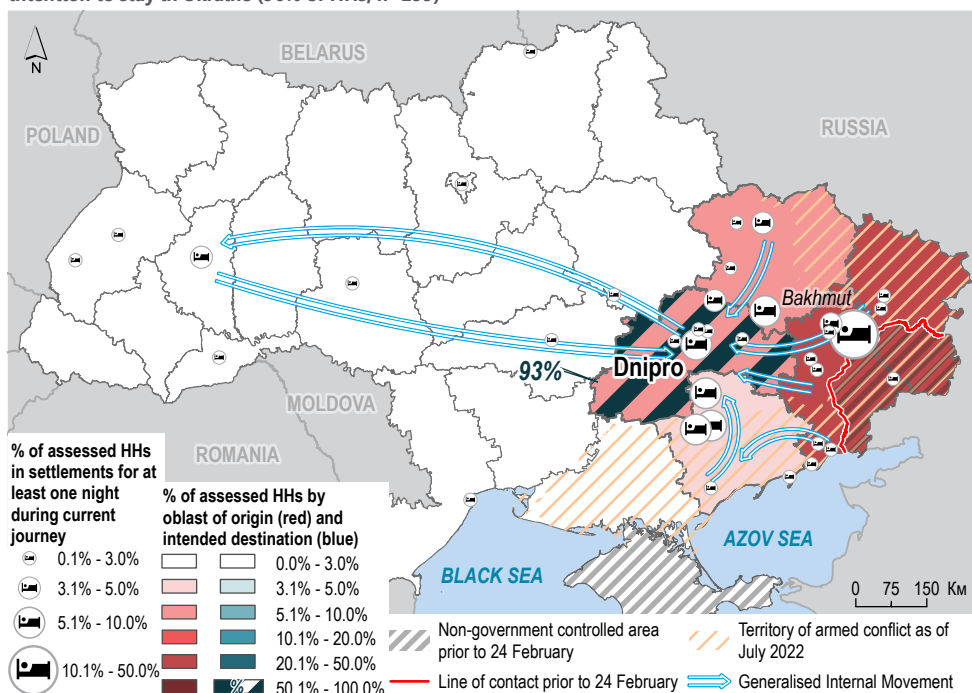 N
BELARUS
POLAND
RUSSIA
Bakhmut
Dnipro
93%
MOLDOVA
ROMANIA
AZOV SEA
BLACK SEA
0 75 150 Км
% of assessed HHs
in settlements for at
least one night
during current
journey
0.1% - 3.0%
3.1% - 5.0%
5.1% - 10.0%
10.1% - 50.0%
% of assessed HHs by
oblast of origin (red) and
intended destination (blue)
0.0% - 3.0%
3.1% - 5.0%
5.1% - 10.0%
10.1% - 20.0%
20.1% - 50.0%
%
50.1% - 100.0%
Non-government controlled area
prior to 24 February
Line of contact prior to 24 February
Territory of armed conflict as of
July 2022
Generalised Internal Movement